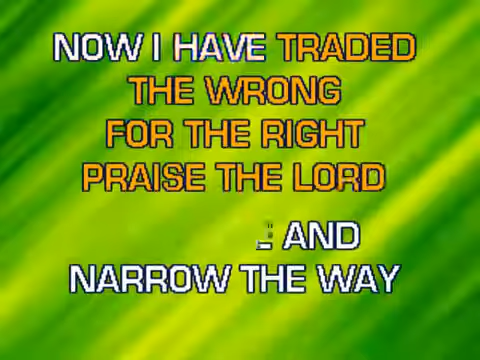 NOW I HAVE TRADED
THE WRONG
FOR THE RIGHT
PRAISE THE LORD
AND
NARROW THE WAY